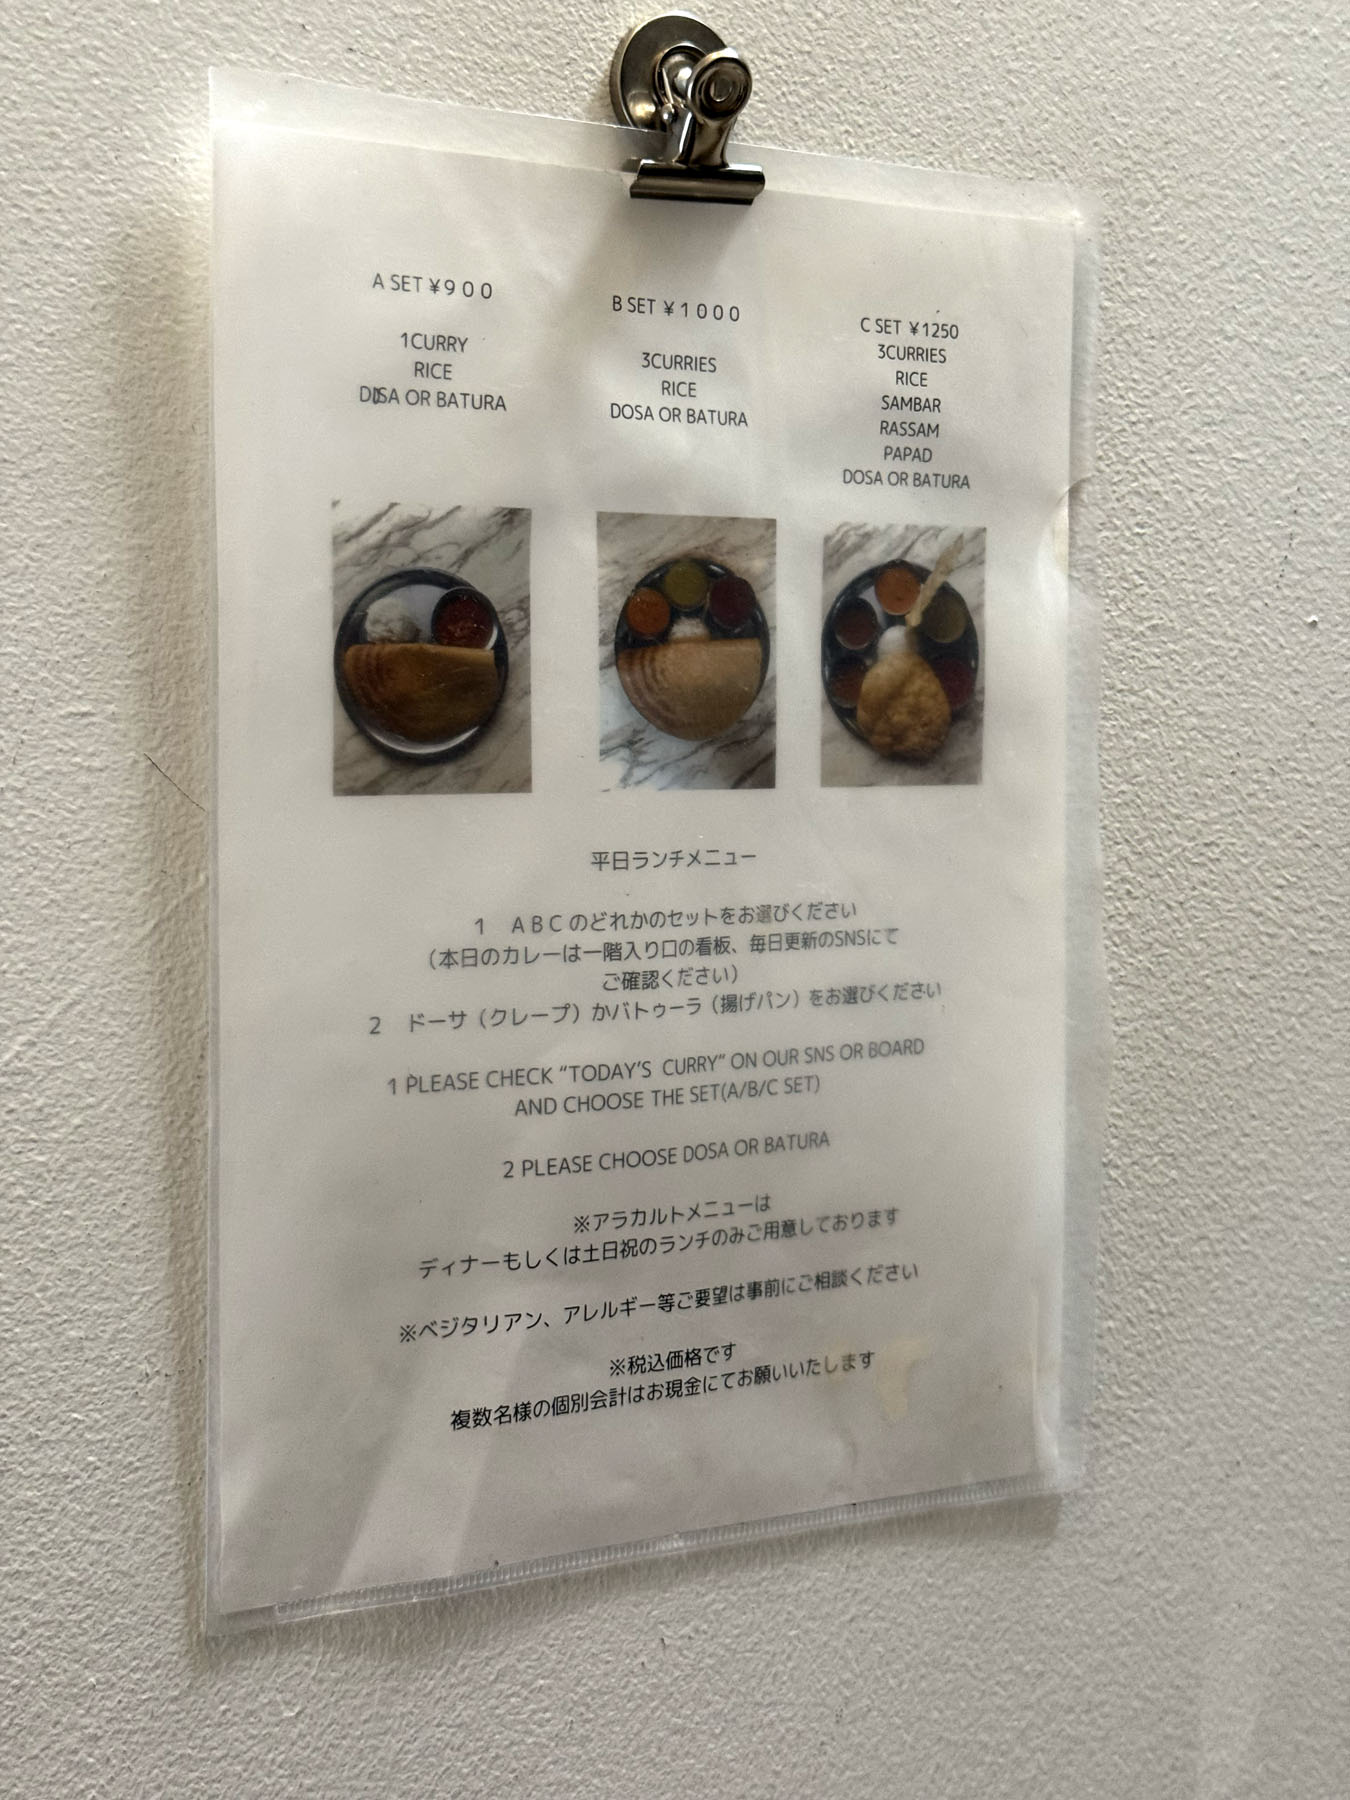 A SET ¥９００
1CURRY
RICE
DOSA OR BATURA
B SET ¥１０００
3CURRIES
RICE
DOSA OR BATURA
C SET ¥1250
3CURRIES
RICE
SAMBAR
RASSAM
PAPAD
DOSA OR BATURA
平日ランチメニュー
１　ＡＢＣのどれかのセットをお選びください
（本日のカレーは一階入り口の看板、毎日更新のSNSにて
ご確認ください）
２　ドーサ（クレープ）かバトゥーラ（揚げパン）をお選びください
1 PLEASE CHECK “TODAY’S CURRY” ON OUR SNS OR BOARD
AND CHOOSE THE SET(A/B/C SET)
2 PLEASE CHOOSE DOSA OR BATURA
※アラカルトメニューは
ディナーもしくは土日祝のランチのみご用意しております
※ベジタリアン、アレルギー等ご要望は事前にご相談ください
※税込価格です
複数名様の個別会計はお現金にてお願いいたします